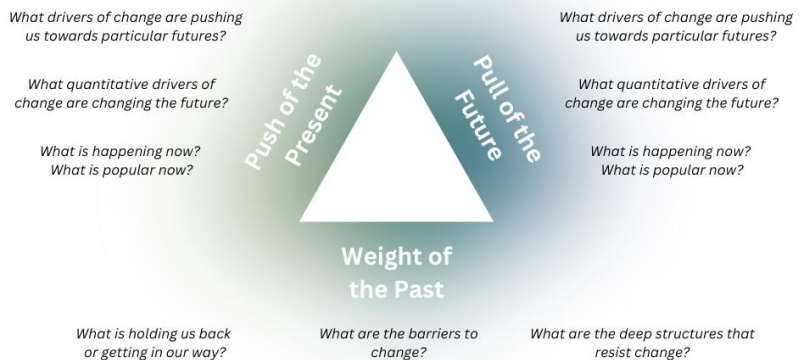 What drivers of change are pushing
us towards particular futures?
What quantitative drivers of
change are changing the future?
What is happening now?
What is popular now?
Push of the
Present
Pull of the
Future
What drivers of change are pushing
us towards particular futures?
What quantitative drivers of
change are changing the future?
What is happening now?
What is popular now?
Weight of
the Past
What is holding us back
or getting in our way?
What are the barriers to
change?
What are the deep structures that
resist change?